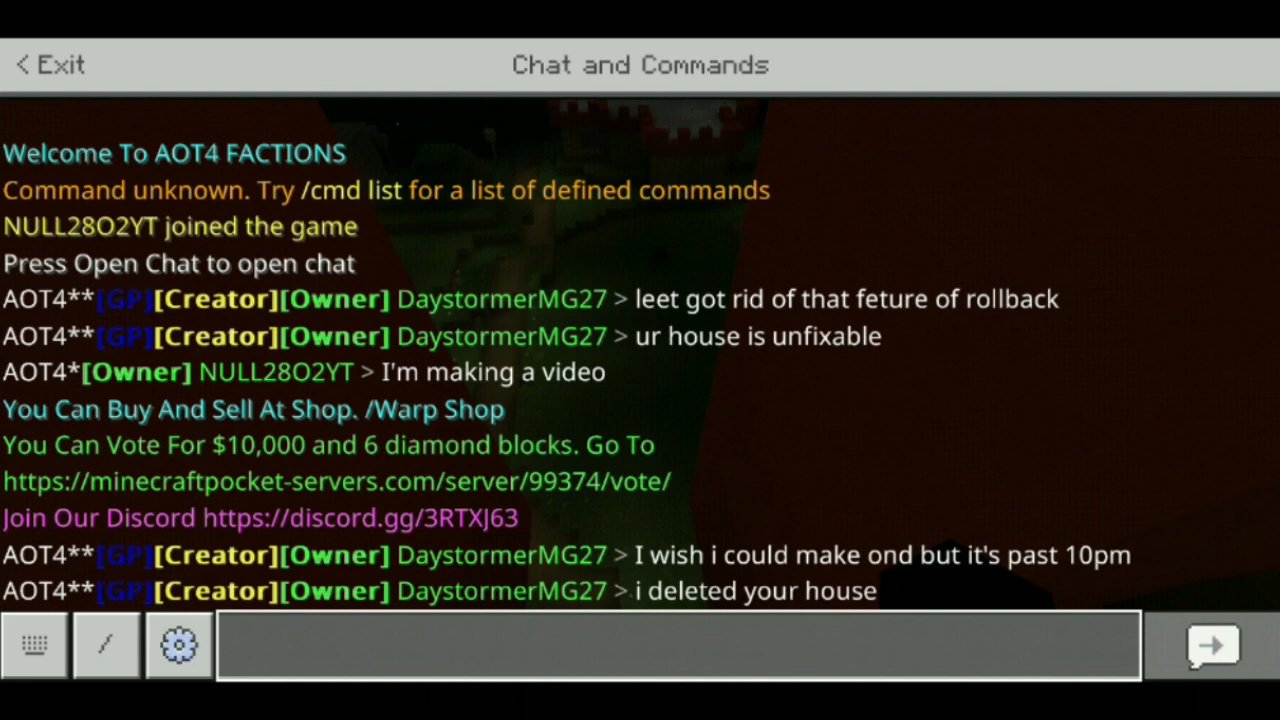 < Exit
Chat and Commands
Welcome To AOT4 FACTIONS
Command unknown. Try /cmd list for a list of defined commands
NULL28O2YT joined the game
Press Open Chat to open chat
AOT4**[GP][Creator][Owner] DaystormerMG27 > leet got rid of that feture of rollback
AOT4**[GP][Creator][Owner] DaystormerMG27 > ur house is unfixable
AOT4*[Owner] NULL28O2YT > I'm making a video
You Can Buy And Sell At Shop. /Warp Shop
You Can Vote For $10,000 and 6 diamond blocks. Go To
https://minecraftpocket-servers.com/server/99374/vote/
Join Our Discord https://discord.gg/3RTXJ63
AOT4**[GP][Creator][Owner] DaystormerMG27 > I wish i could make ond but it's past 10pm
AOT4**[GP][Creator][Owner] DaystormerMG27 > i deleted your house
/